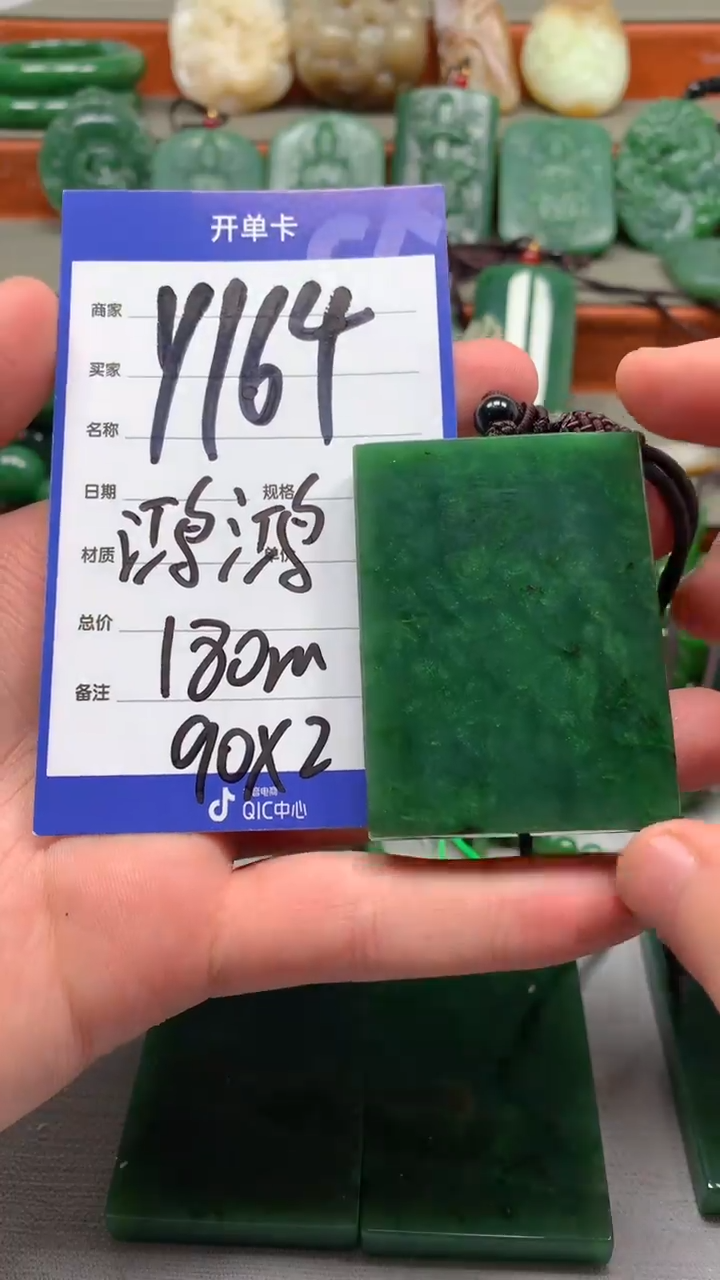 开单卡
商家
Y164
买家
名称
日期
规格
鸿鸿
材质
单价
总价
180m
备注
90X2
抖音电商
QIC中心